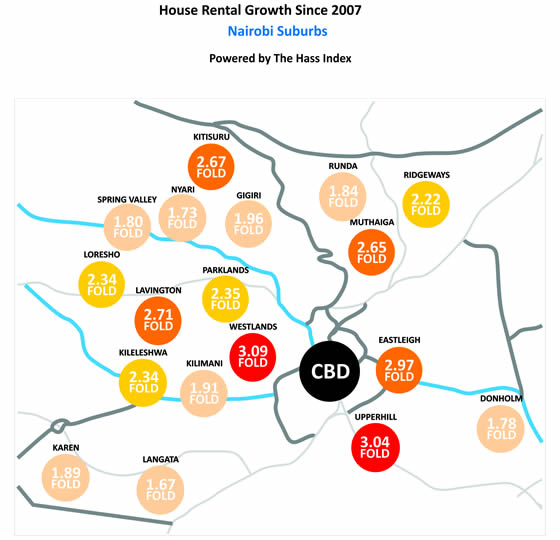 House Rental Growth Since 2007
Nairobi Suburbs
Powered by The Hass Index
KITISURU
2.67
FOLD
RUNDA
1.84
FOLD
RIDGEWAYS
2.22
FOLD
NYARI
1.73
FOLD
GIGIRI
1.96
FOLD
SPRING VALLEY
1.80
FOLD
MUTHAIGA
2.65
FOLD
LORESHO
2.34
FOLD
PARKLANDS
2.35
FOLD
LAVINGTON
2.71
FOLD
WESTLANDS
3.09
FOLD
EASTLEIGH
2.97
FOLD
CBD
KILELESHWA
2.34
FOLD
KILIMANI
1.91
FOLD
DONHOLM
1.78
FOLD
UPPERHILL
3.04
FOLD
KAREN
1.89
FOLD
LANGATA
1.67
FOLD